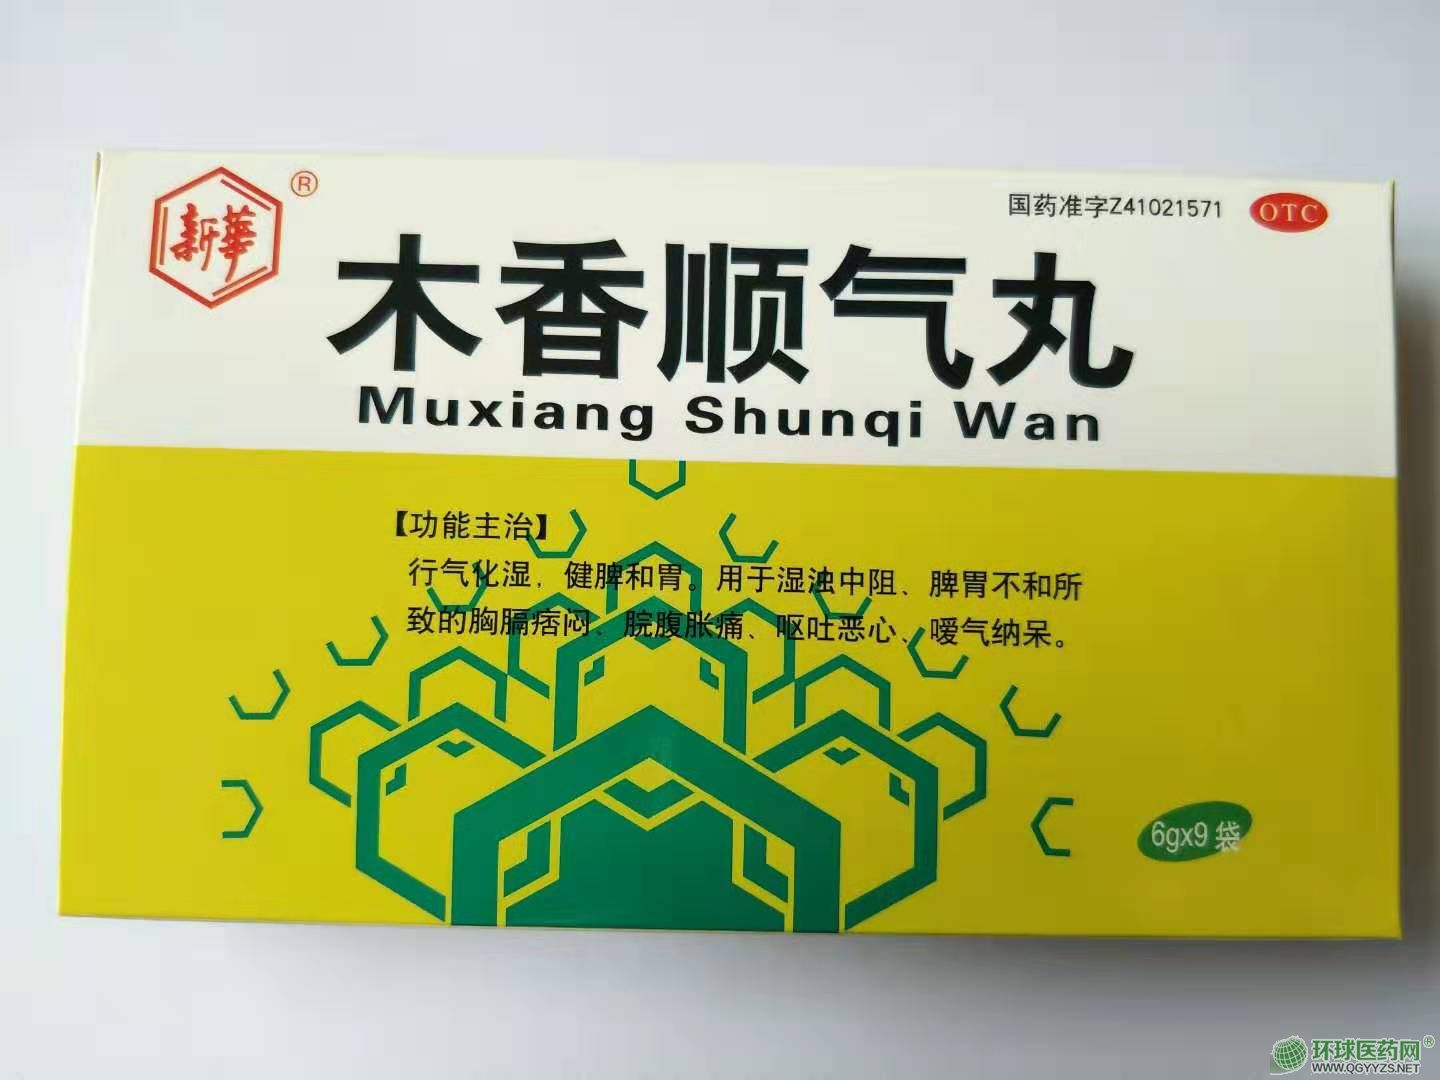 新華®
国药准字Z41021571 OTC
木香顺气丸
Muxiang Shunqi Wan
【功能主治】
行气化湿，健脾和胃。用于湿浊中阻、脾胃不和所
致的胸膈痞闷、脘腹胀痛、呕吐恶心、嗳气纳呆。
6gx9袋
环球医药网®
WWW.QGYYZS.NET